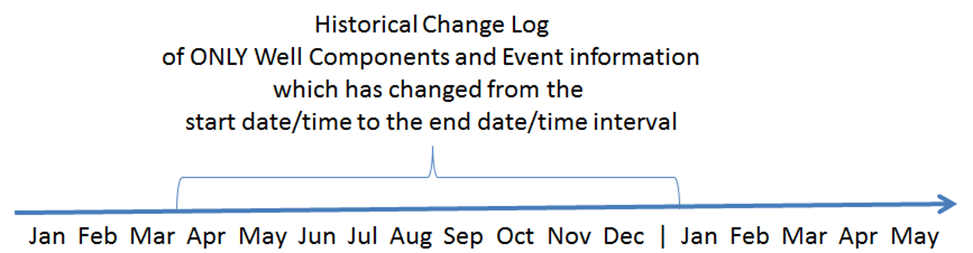 Historical Change Log
of ONLY Well Components and Event information
which has changed from the
start date/time to the end date/time interval
Jan Feb Mar Apr May Jun Jul Aug Sep Oct Nov Dec | Jan Feb Mar Apr May